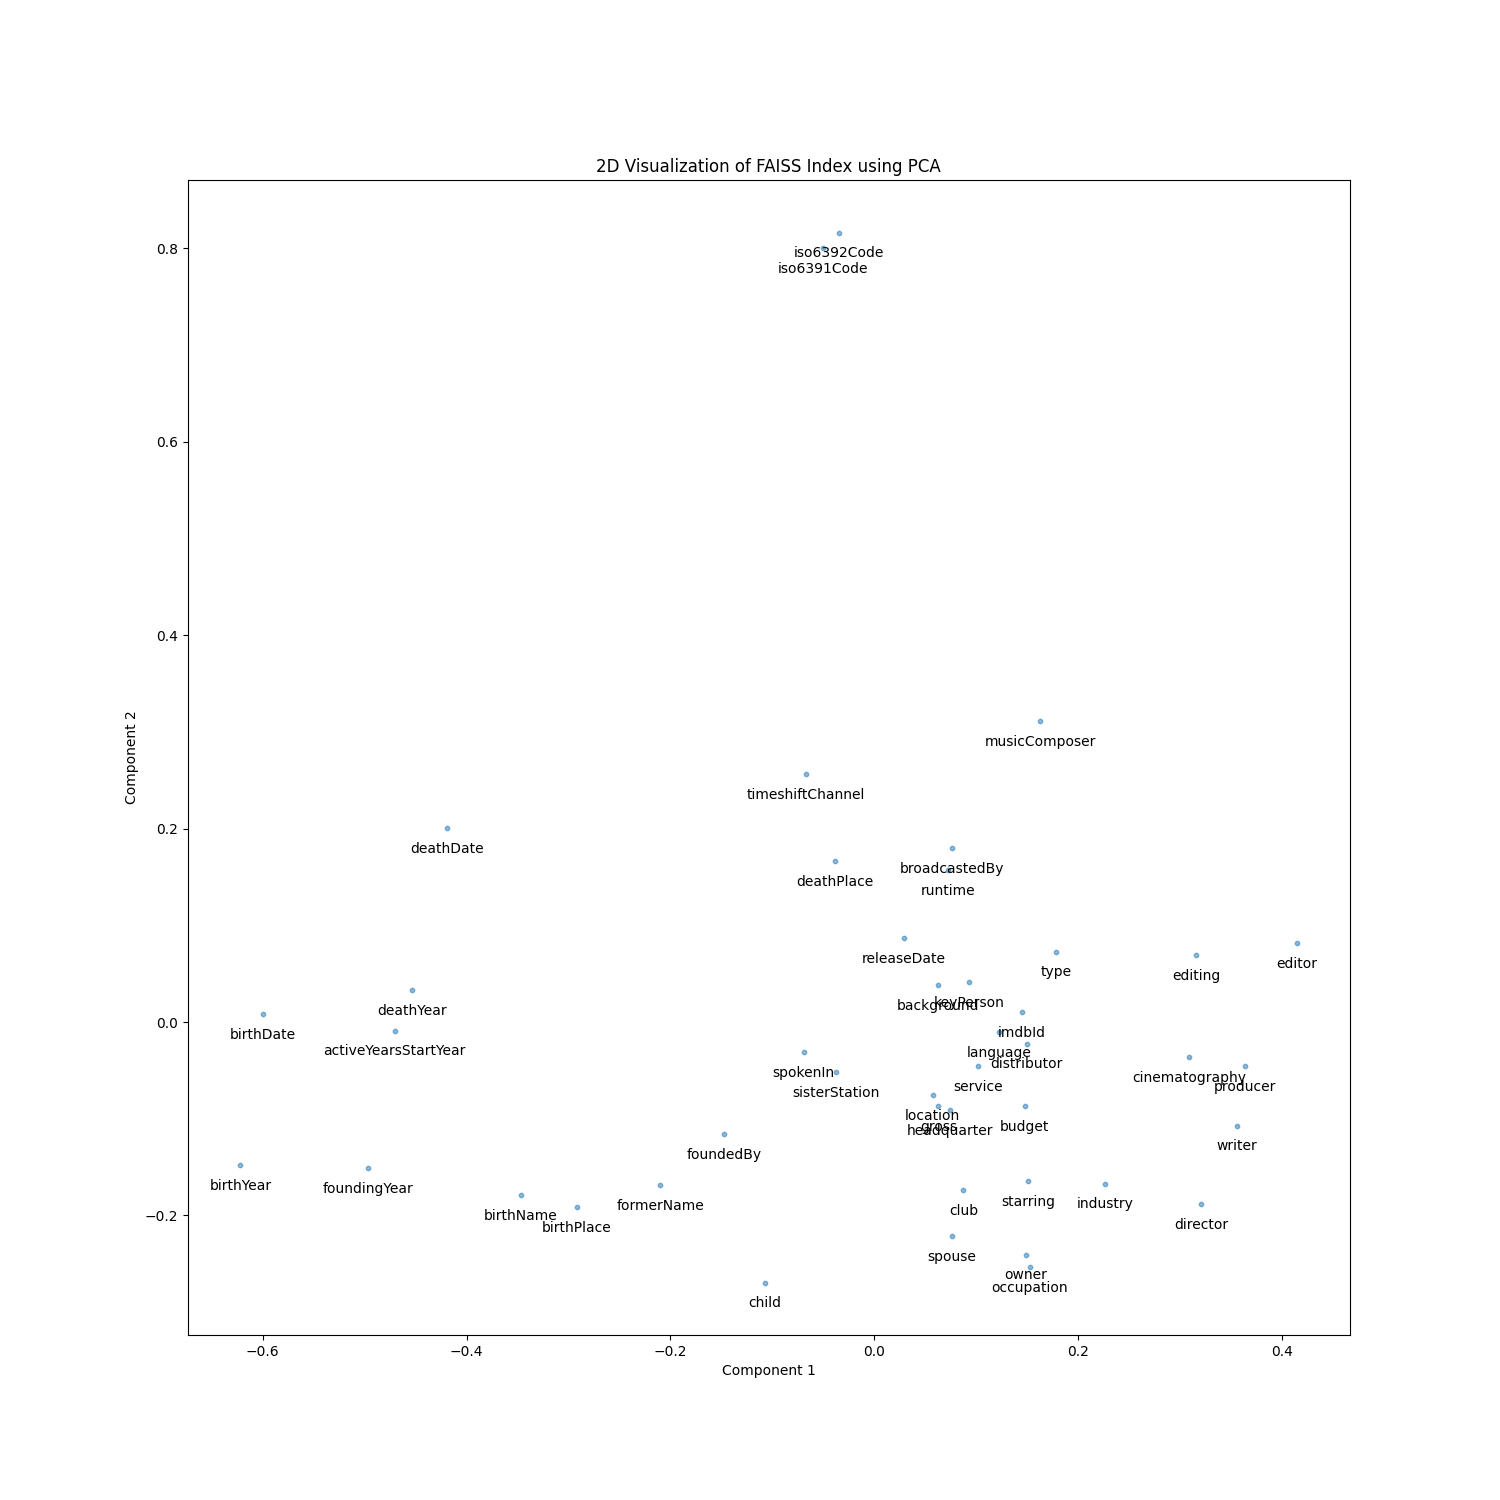 2D Visualization of FAISS Index using PCA
0.8
iso6392Code
iso6391Code
0.6
0.4
musicComposer
timeshiftChannel
0.2
deathDate
broadcastedBy
deathPlace
runtime
releaseDate
editor
type
editing
keyPerson
background
deathYear
0.0
birthDate
imdbId
activeYearsStartYear
language
distributor
spokenIn
cinematography
producer
service
sisterStation
location
gross
headquarter
budget
writer
foundedBy
birthYear
foundingYear
formerName
starring
industry
club
−0.2
birthName
birthPlace
director
spouse
owner
occupation
child
−0.6
−0.4
−0.2
0.0
0.2
0.4
Component 1
Component 2